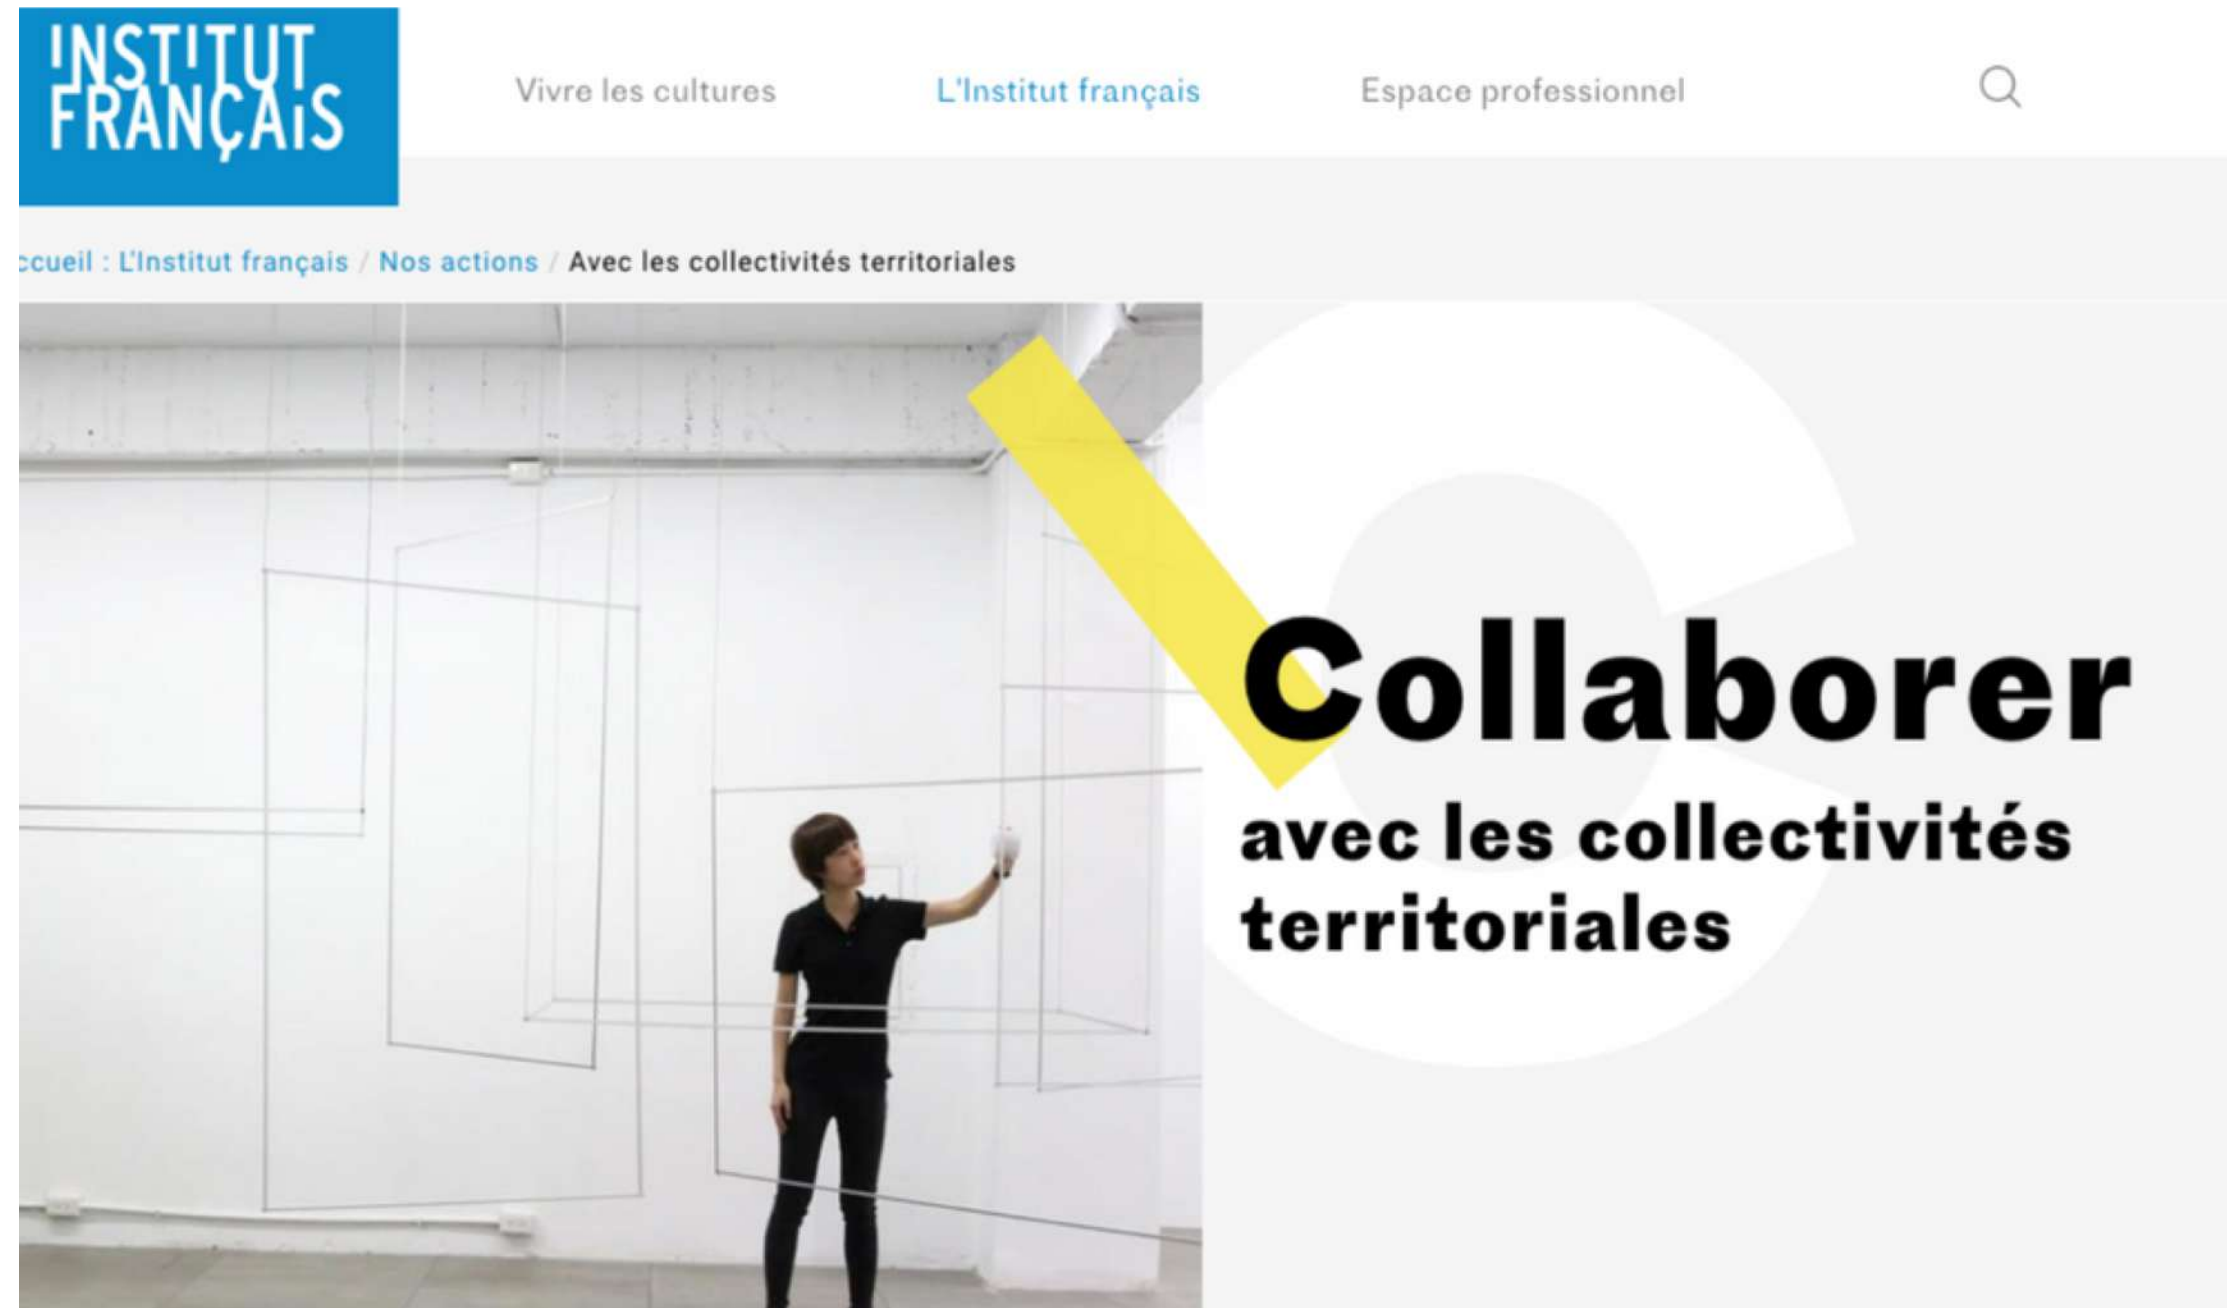 INSTITUT
FRANÇAiS
Vivre les cultures
L'Institut français
Espace professionnel
ccueil : L'Institut français / Nos actions / Avec les collectivités territoriales
Collaborer
avec les collectivités
territoriales